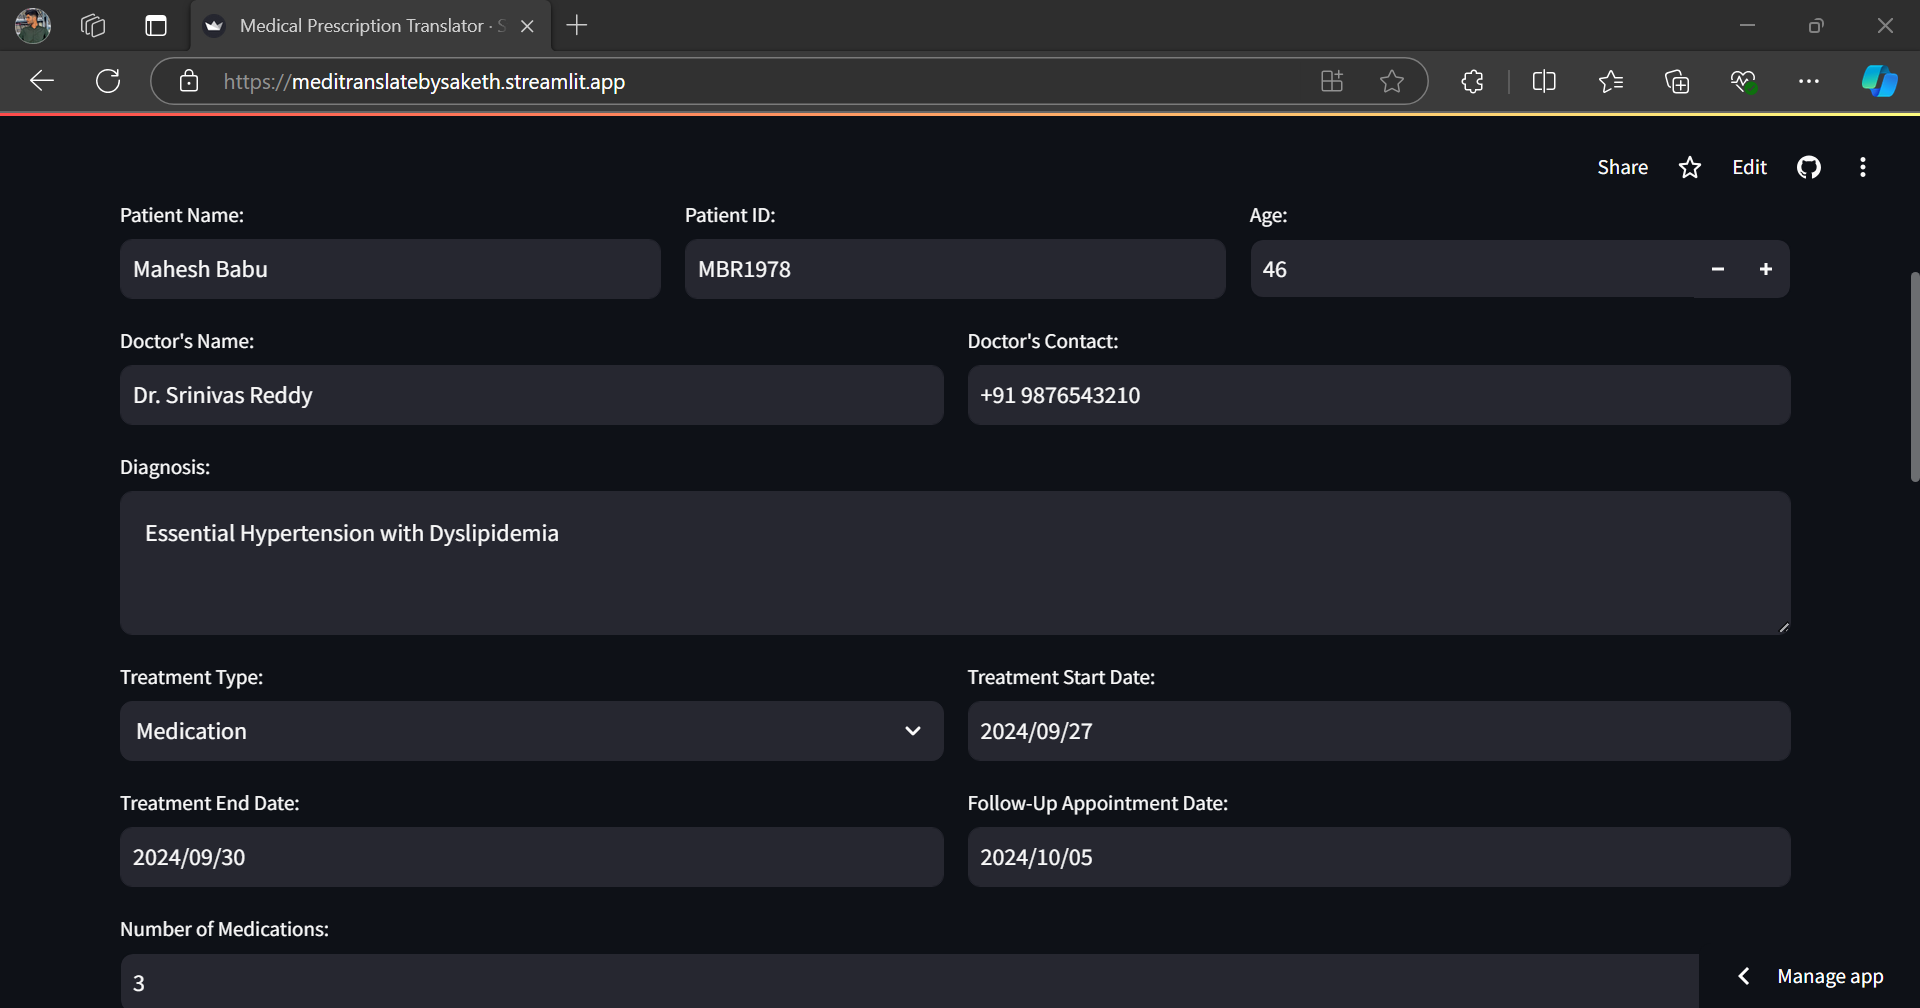 Medical Prescription Translator · S
https://meditranslatebysaketh.streamlit.app
Share Edit
Patient Name: Patient ID: Age:
Mahesh Babu MBR1978 46
Doctor's Name: Doctor's Contact:
Dr. Srinivas Reddy +91 9876543210
Diagnosis:
Essential Hypertension with Dyslipidemia
Treatment Type: Treatment Start Date:
Medication 2024/09/27
Treatment End Date: Follow-Up Appointment Date:
2024/09/30 2024/10/05
Number of Medications:
3
Manage app